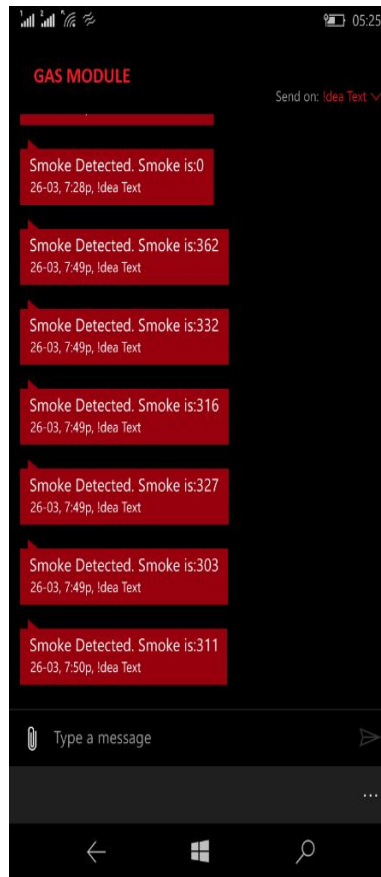 1 2
05:25
GAS MODULE
Send on: !dea Text
Smoke Detected. Smoke is:0
26-03, 7:28p, !dea Text
Smoke Detected. Smoke is:362
26-03, 7:49p, !dea Text
Smoke Detected. Smoke is:332
26-03, 7:49p, !dea Text
Smoke Detected. Smoke is:316
26-03, 7:49p, !dea Text
Smoke Detected. Smoke is:327
26-03, 7:49p, !dea Text
Smoke Detected. Smoke is:303
26-03, 7:49p, !dea Text
Smoke Detected. Smoke is:311
26-03, 7:50p, !dea Text
Type a message
...